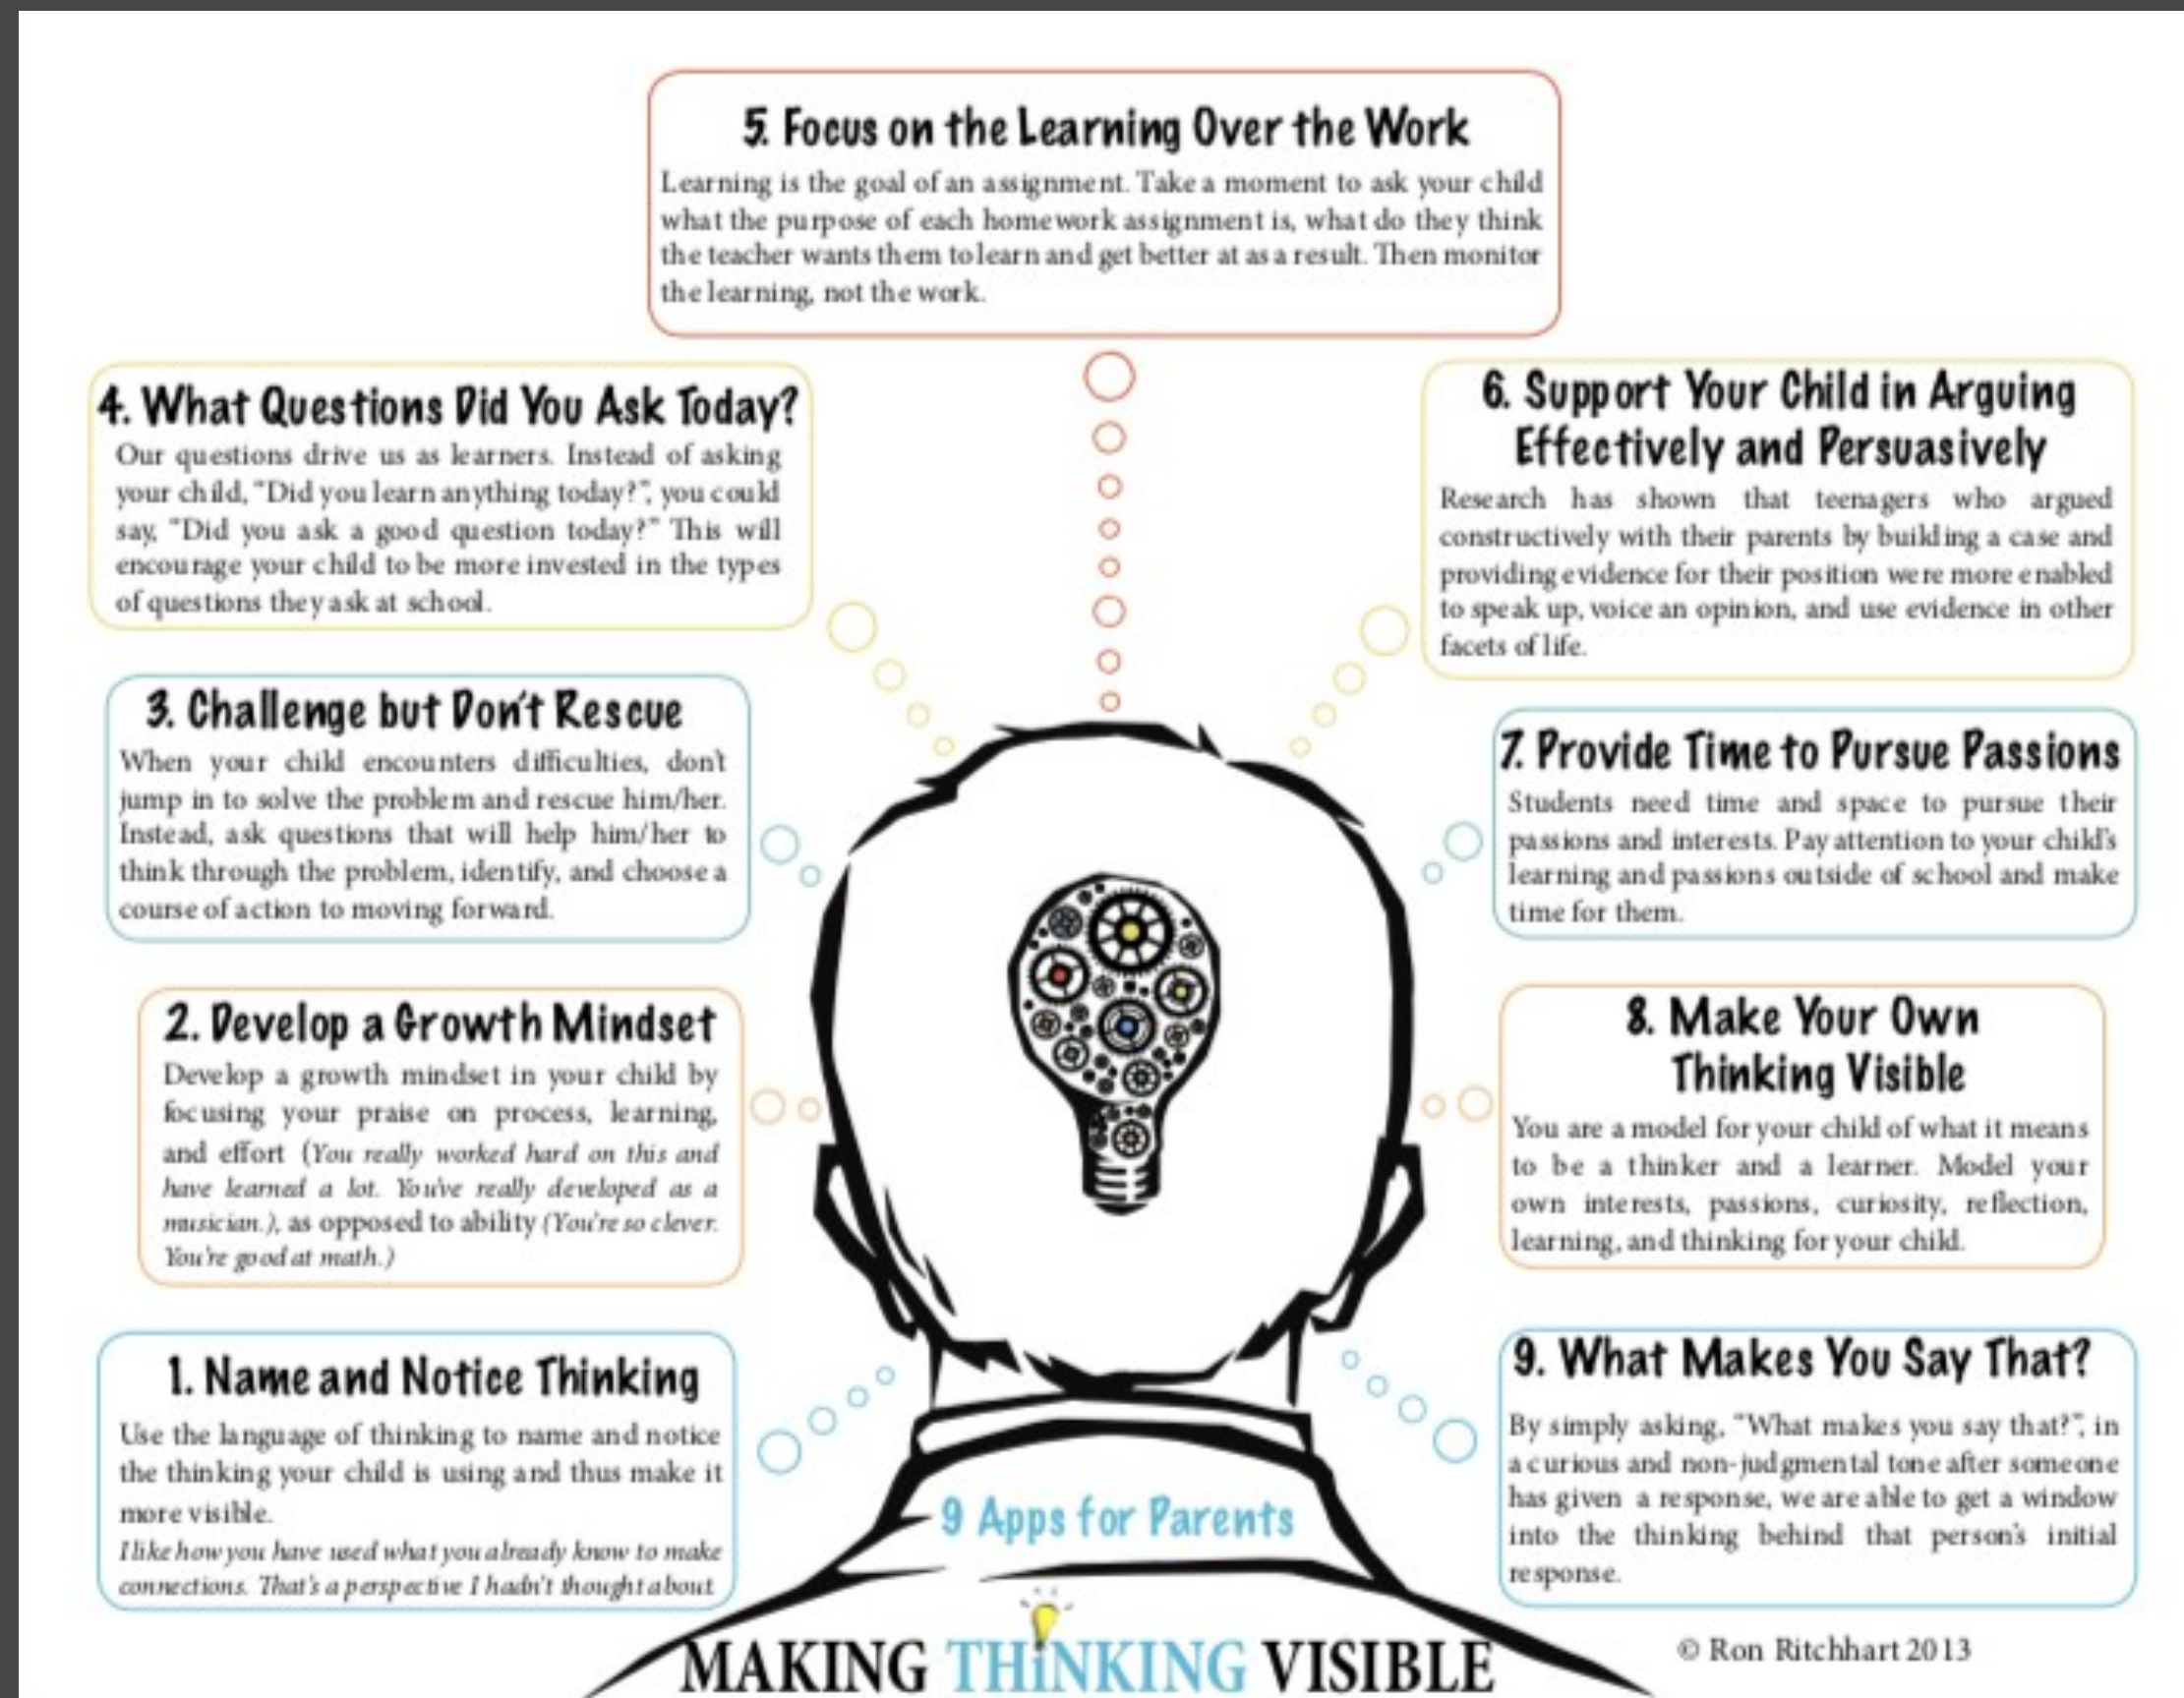 5. Focus on the Learning Over the Work
Learning is the goal of an assignment. Take a moment to ask your child
what the purpose of each homework assignment is, what do they think
the teacher wants them to learn and get better at as a result. Then monitor
the learning, not the work.
4. What Questions Did You Ask Today?
Our questions drive us as learners. Instead of asking
your child, "Did you learn anything today?", you could
say, "Did you ask a good question today?" This will
encourage your child to be more invested in the types
of questions they ask at school.
6. Support Your Child in Arguing
Effectively and Persuasively
Research has shown that teenagers who argued
constructively with their parents by building a case and
providing evidence for their position were more enabled
to speak up, voice an opinion, and use evidence in other
facets of life.
3. Challenge but Don't Rescue
When your child encounters difficulties, don't
jump in to solve the problem and rescue him/her.
Instead, ask questions that will help him/her to
think through the problem, identify, and choose a
course of action to moving forward.
7. Provide Time to Pursue Passions
Students need time and space to pursue their
passions and interests. Pay attention to your child's
learning and passions outside of school and make
time for them.
2. Develop a Growth Mindset
Develop a growth mindset in your child by
focusing your praise on process, learning,
and effort (You really worked hard on this and
have learned a lot. You've really developed as a
musician.), as opposed to ability (You're so clever.
You're good at math.)
8. Make Your Own
Thinking Visible
You are a model for your child of what it means
to be a thinker and a learner. Model your
own interests, passions, curiosity, reflection,
learning, and thinking for your child.
1. Name and Notice Thinking
Use the language of thinking to name and notice
the thinking your child is using and thus make it
more visible.
I like how you have used what you already know to make
connections. That's a perspective I hadn't thought about
9. What Makes You Say That?
By simply asking, "What makes you say that?", in
a curious and non-judgmental tone after someone
has given a response, we are able to get a window
into the thinking behind that person's initial
response.
9 Apps for Parents
MAKING THiNKING VISIBLE
© Ron Ritchhart 2013